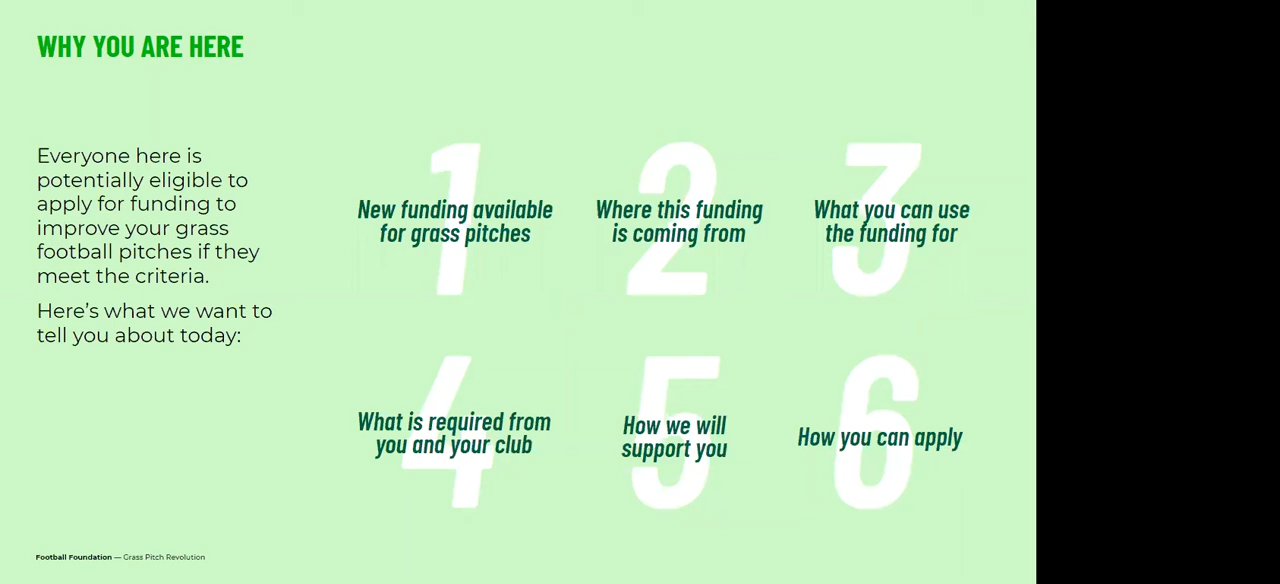 WHY YOU ARE HERE
Everyone here is
potentially eligible to
apply for funding to
improve your grass
football pitches if they
meet the criteria.
Here’s what we want to
tell you about today:
1
New funding available
for grass pitches
2
Where this funding
is coming from
3
What you can use
the funding for
4
What is required from
you and your club
5
How we will
support you
6
How you can apply
Football Foundation — Grass Pitch Revolution